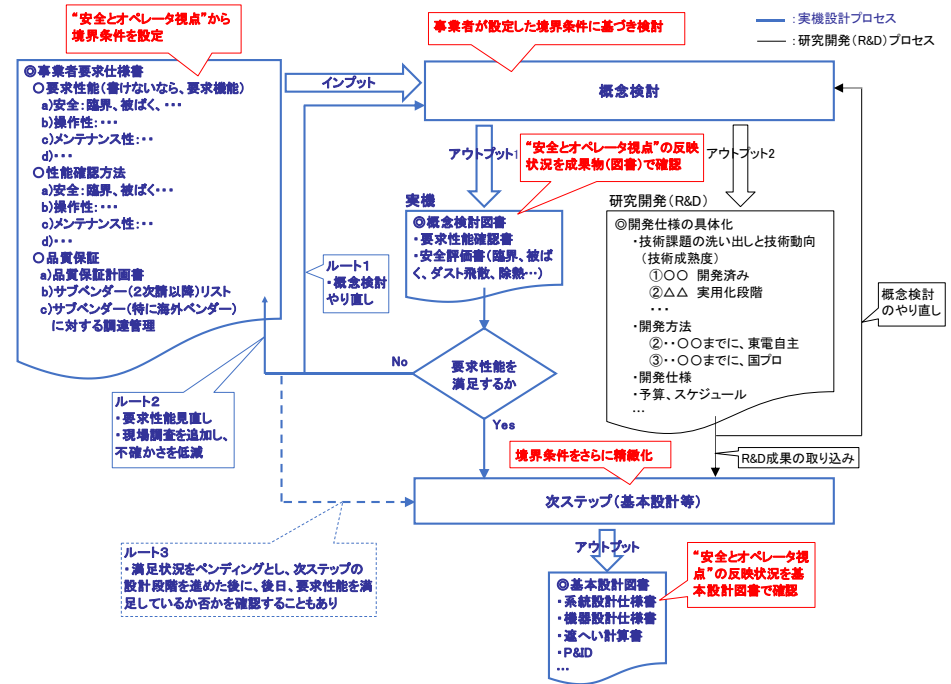 “安全とオペレータ視点”から
境界条件を設定
事業者が設定した境界条件に基づき検討
：実機設計プロセス
：研究開発(R&D)プロセス
◎事業者要求仕様書
○要求性能(書けないなら、要求機能)
a)安全：臨界、被ばく、・・・
b)操作性：・・・
c)メンテナンス性：・・
d)・・・
○性能確認方法
a)安全：臨界、被ばく・・・
b)操作性：・・・
c)メンテナンス性：・・・
d)・・・
○品質保証
a)品質保証計画書
b)サブベンダー(2次請以降)リスト
c)サブベンダー(特に海外ベンダー)
に対する調達管理
インプット
概念検討
アウトプット1
“安全とオペレータ視点”の反映
状況を成果物(図書)で確認
アウトプット2
実機
◎概念検討図書
・要求性能確認書
・安全評価書(臨界、被ば
く、ダスト飛散、除熱…)
研究開発(R&D)
◎開発仕様の具体化
・技術課題の洗い出しと技術動向
(技術成熟度)
①○○ 開発済み
②△△ 実用化段階
・・・
・開発方法
②・・○○までに、東電自主
③・・○○までに、国プロ
・開発仕様
・予算、スケジュール
…
概念検討
のやり直し
ルート1
・概念検討
やり直し
No
要求性能を
満足するか
Yes
ルート2
・要求性能見直し
・現場調査を追加し、
不確かさを低減
境界条件をさらに精緻化
R&D成果の取り込み
次ステップ(基本設計等)
ルート3
・満足状況をペンディングとし、次ステップの
設計段階を進めた後に、後日、要求性能を満
足しているか否かを確認することもあり
アウトプット
“安全とオペレータ視
点”の反映状況を基
本設計図書で確認
◎基本設計図書
・系統設計仕様書
・機器設計仕様書
・遮へい計算書
・P&ID
…